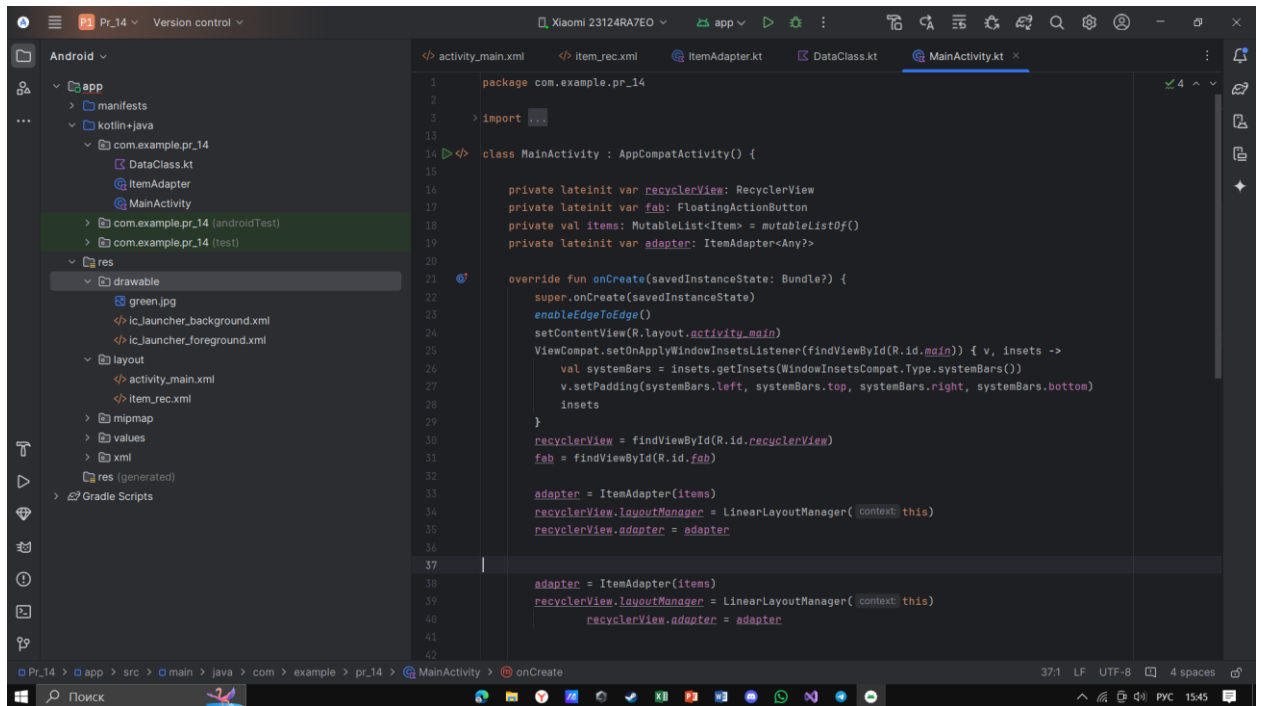 P1 Pr_14 Version control Xiaomi 23124RA7EO app
Android
activity_main.xml item_rec.xml ItemAdapter.kt DataClass.kt MainActivity.kt
app
manifests
kotlin+java
com.example.pr_14
DataClass.kt
ItemAdapter
MainActivity
com.example.pr_14 (androidTest)
com.example.pr_14 (test)
res
drawable
green.jpg
ic_launcher_background.xml
ic_launcher_foreground.xml
layout
activity_main.xml
item_rec.xml
mipmap
values
xml
res (generated)
Gradle Scripts
4
1 package com.example.pr_14
2
3 import ...
13
14 class MainActivity : AppCompatActivity() {
15
16 private lateinit var recyclerView: RecyclerView
17 private lateinit var fab: FloatingActionButton
18 private val items: MutableList<Item> = mutableListOf()
19 private lateinit var adapter: ItemAdapter<Any?>
20
21 override fun onCreate(savedInstanceState: Bundle?) {
22 super.onCreate(savedInstanceState)
23 enableEdgeToEdge()
24 setContentView(R.layout.activity_main)
25 ViewCompat.setOnApplyWindowInsetsListener(findViewById(R.id.main)) { v, insets ->
26 val systemBars = insets.getInsets(WindowInsetsCompat.Type.systemBars())
27 v.setPadding(systemBars.left, systemBars.top, systemBars.right, systemBars.bottom)
28 insets
29 }
30 recyclerView = findViewById(R.id.recyclerView)
31 fab = findViewById(R.id.fab)
32
33 adapter = ItemAdapter(items)
34 recyclerView.layoutManager = LinearLayoutManager( context: this)
35 recyclerView.adapter = adapter
36
37
38 adapter = ItemAdapter(items)
39 recyclerView.layoutManager = LinearLayoutManager( context: this)
40 recyclerView.adapter = adapter
41
42
Pr_14 > app > src > main > java > com > example > pr_14 > MainActivity > onCreate 37:1 LF UTF-8 4 spaces
Поиск РУС 15:45